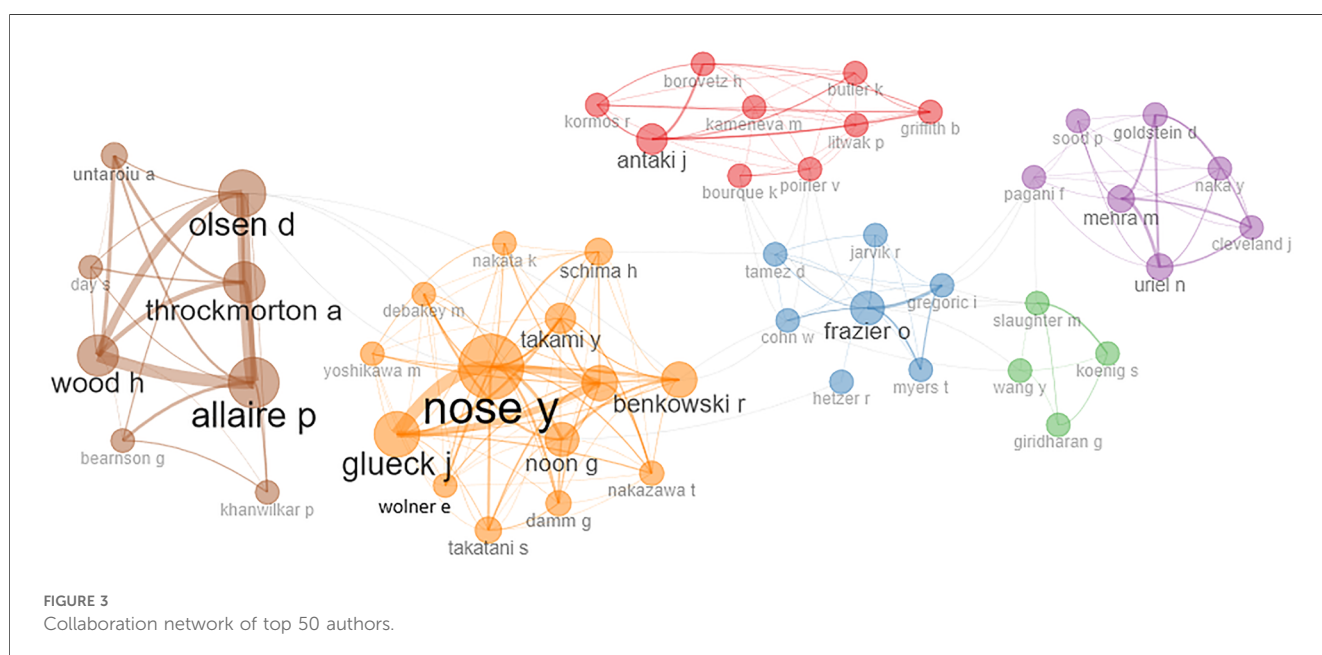 borovetz h
butler k
kormos r
kameneva m
griffith b
litwak p
antaki j
bourque k
poirier v
sood p
goldstein d
naka y
pagani f
mehra m
cleveland j
uriel n
untaroiu a
olsen d
day s
throckmorton a
wood h
allaire p
bearnson g
khanwilkar p
nakata k
schima h
debakey m
takami y
yoshikawa m
nose y
benkowski r
glueck j
noon g
wolner e
nakazawa t
damm g
takatani s
tamez d
jarvik r
gregoric i
cohn w
frazier o
hetzer r
myers t
slaughter m
koenig s
wang y
giridharan g
FIGURE 3
Collaboration network of top 50 authors.